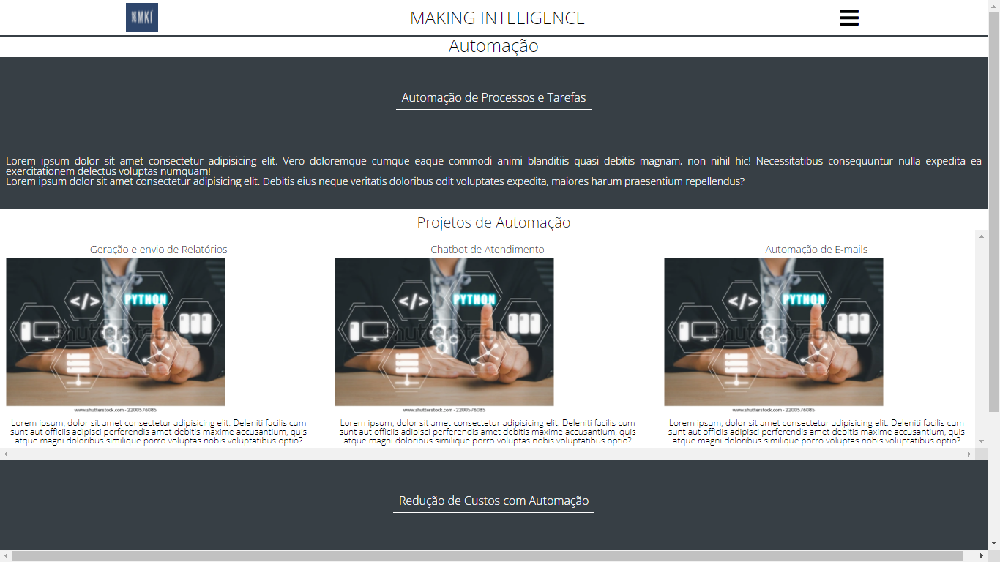 MKI
MAKING INTELIGENCE
Automação
Automação de Processos e Tarefas
Lorem ipsum dolor sit amet consectetur adipisicing elit. Vero doloremque cumque eaque commodi animi blanditiis quasi debitis magnam, non nihil hic! Necessitatibus consequuntur nulla expedita ea
exercitationem delectus voluptas numquam!
Lorem ipsum dolor sit amet consectetur adipisicing elit. Debitis eius neque veritatis doloribus odit voluptates expedita, maiores harum praesentium repellendus?
Projetos de Automação
Geração e envio de Relatórios
</>
PYTHON
shutterstock
www.shutterstock.com · 2200576085
Lorem ipsum, dolor sit amet consectetur adipisicing elit. Deleniti facilis cum
sunt aut officiis adipisci perferendis amet debitis maxime accusantium, quis
atque magni doloribus similique porro voluptas nobis voluptatibus optio?
Chatbot de Atendimento
</>
PYTHON
shutterstock
www.shutterstock.com · 2200576085
Lorem ipsum, dolor sit amet consectetur adipisicing elit. Deleniti facilis cum
sunt aut officiis adipisci perferendis amet debitis maxime accusantium, quis
atque magni doloribus similique porro voluptas nobis voluptatibus optio?
Automação de E-mails
</>
PYTHON
shutterstock
www.shutterstock.com · 2200576085
Lorem ipsum, dolor sit amet consectetur adipisicing elit. Deleniti facilis cum
sunt aut officiis adipisci perferendis amet debitis maxime accusantium, quis
atque magni doloribus similique porro voluptas nobis voluptatibus optio?
Redução de Custos com Automação